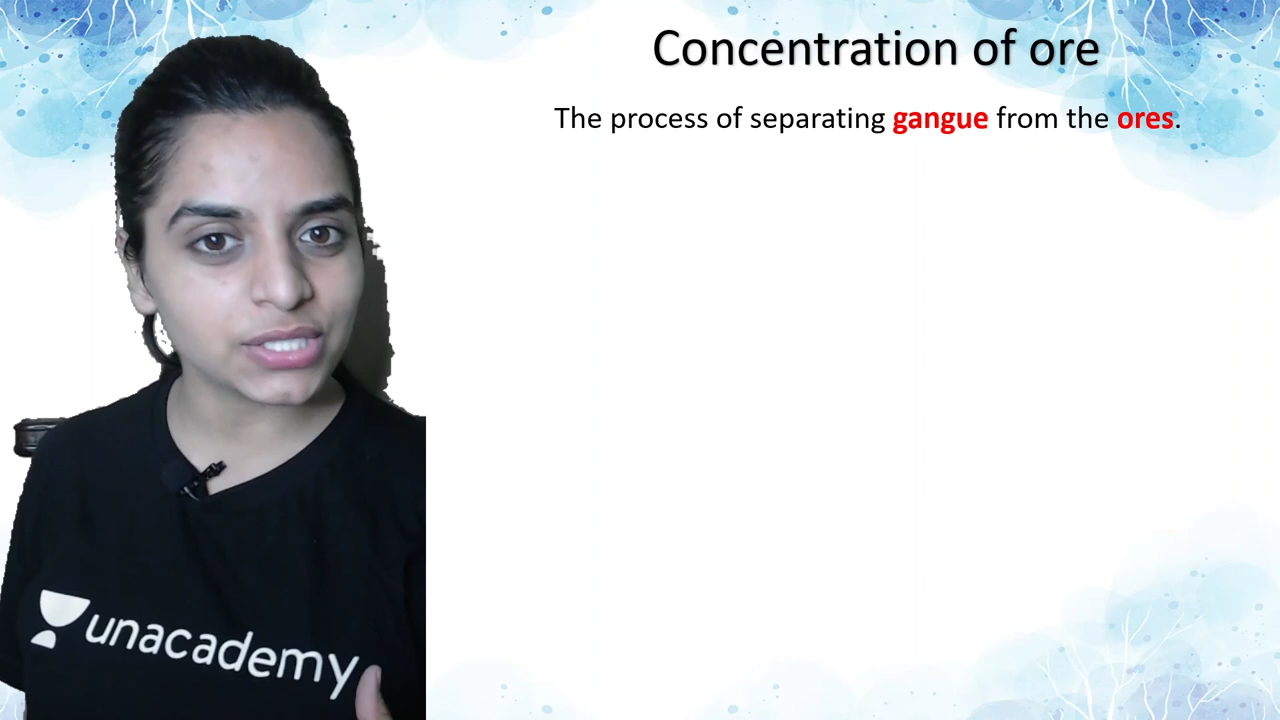 Concentration of ore
The process of separating gangue from the ores.
unacademy